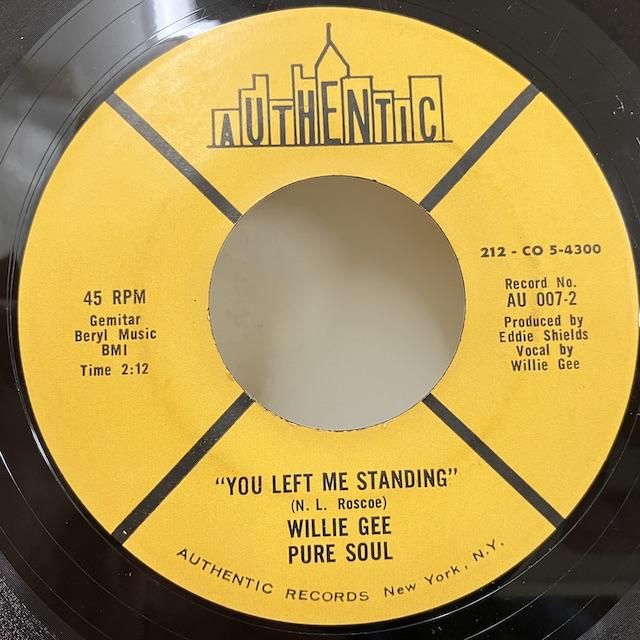 AUTHENTIC
212 - CO 5-4300
45 RPM
Gemitar
Beryl Music
BMI
Time 2:12
Record No.
AU 007-2
Produced by
Eddie Shields
Vocal by
Willie Gee
"YOU LEFT ME STANDING"
(N. L. Roscoe)
WILLIE GEE
PURE SOUL
AUTHENTIC RECORDS New York, N.Y.